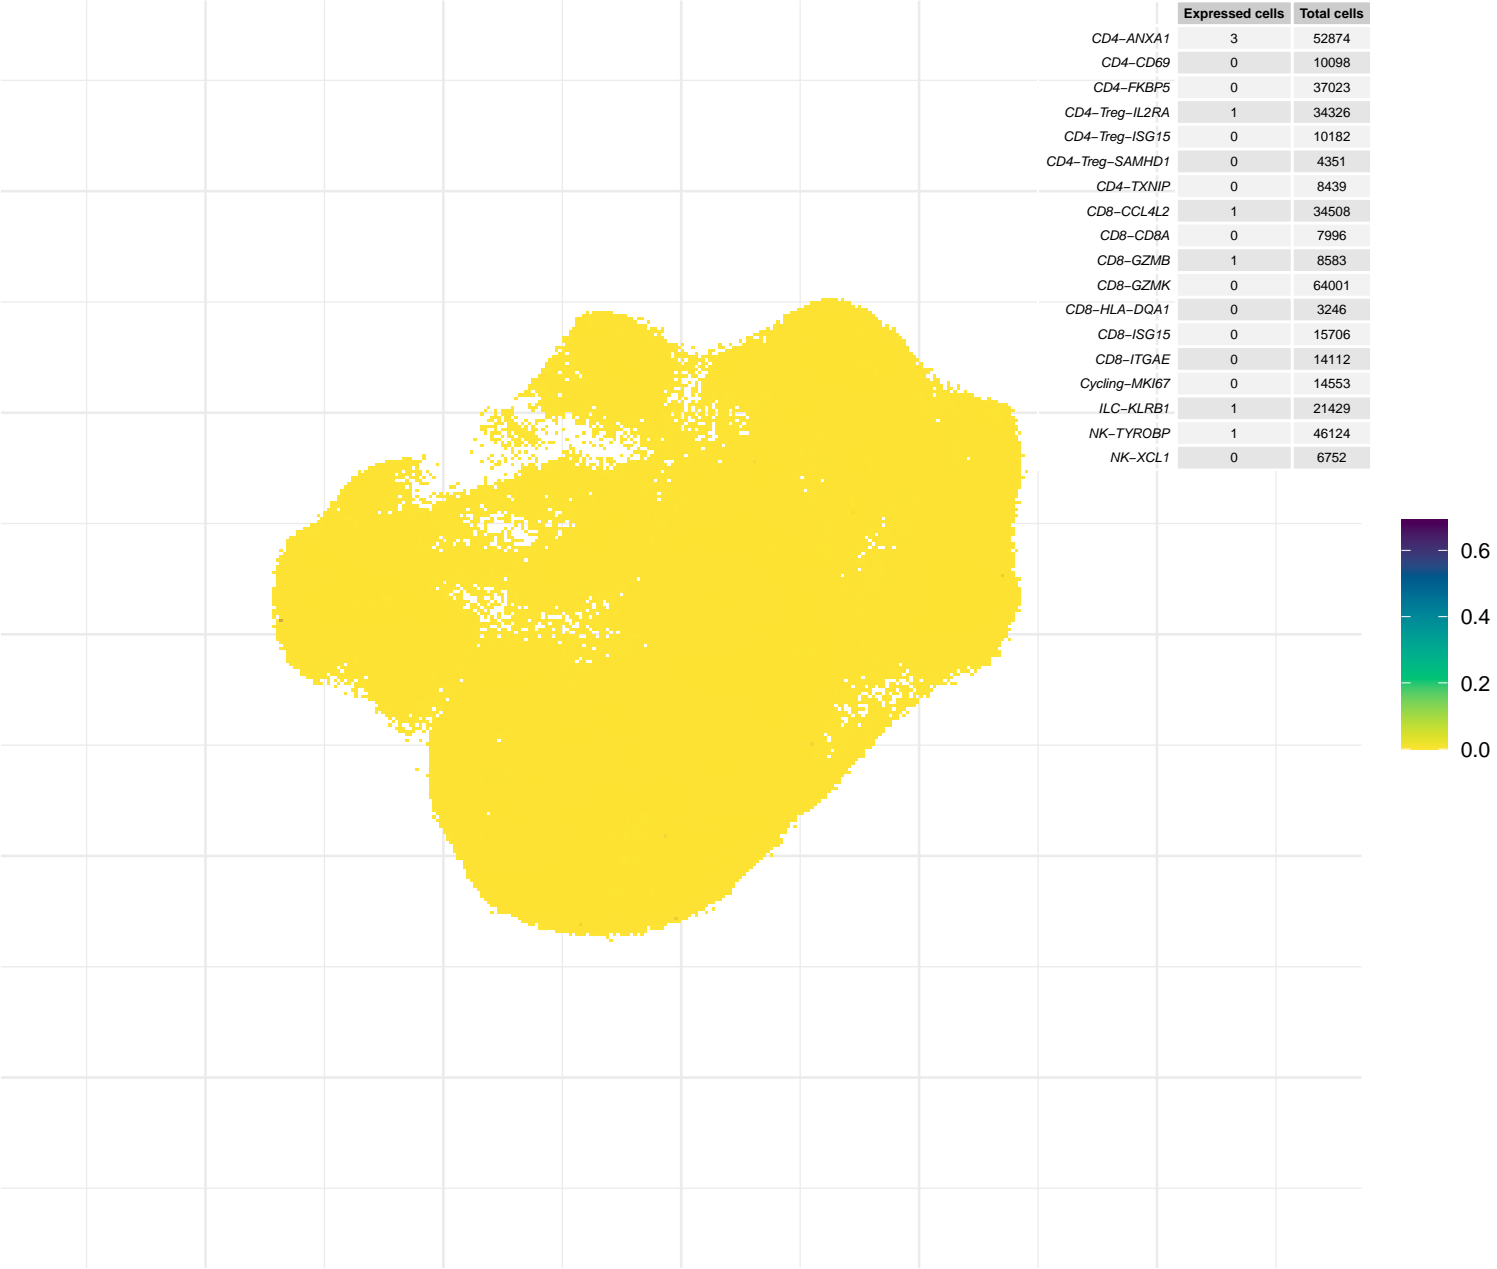 Expressed cells Total cells
CD4−ANXA1 3 52874
CD4−CD69 0 10098
CD4−FKBP5 0 37023
CD4−Treg−IL2RA 1 34326
CD4−Treg−ISG15 0 10182
CD4−Treg−SAMHD1 0 4351
CD4−TXNIP 0 8439
CD8−CCL4L2 1 34508
CD8−CD8A 0 7996
CD8−GZMB 1 8583
CD8−GZMK 0 64001
CD8−HLA−DQA1 0 3246
CD8−ISG15 0 15706
CD8−ITGAE 0 14112
Cycling−MKI67 0 14553
ILC−KLRB1 1 21429
NK−TYROBP 1 46124
NK−XCL1 0 6752
0.6
0.4
0.2
0.0